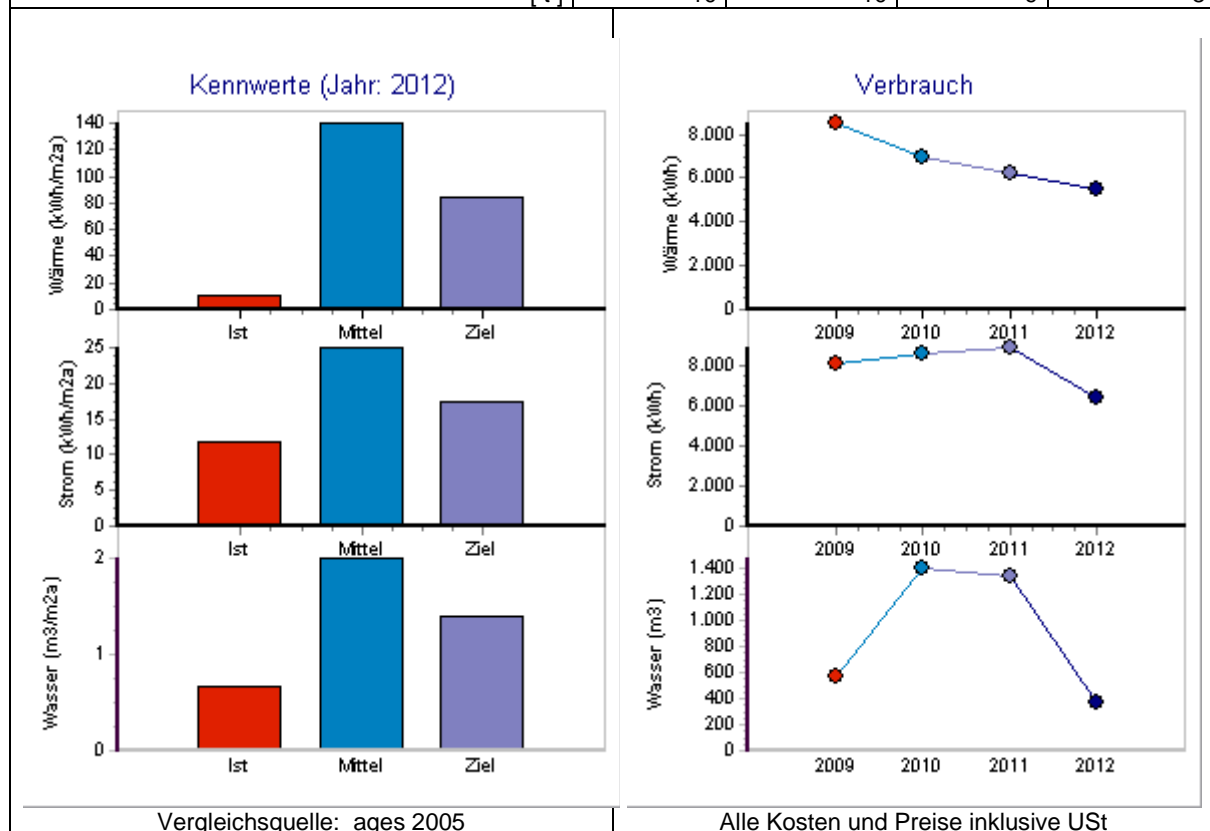 [t]
Kennwerte (Jahr: 2012)
Wärme (kWh/m2a)
140
120
100
80
60
40
20
0
Ist Mittel Ziel
Strom (kWh/m2a)
25
20
15
10
5
0
Ist Mittel Ziel
Wasser (m3/m2a)
2
1
0
Ist Mittel Ziel
Vergleichsquelle: ages 2005
Verbrauch
Wärme (kWh)
8.000
6.000
4.000
2.000
0
2009 2010 2011 2012
Strom (kWh)
8.000
6.000
4.000
2.000
0
2009 2010 2011 2012
Wasser (m3)
1.400
1.200
1.000
800
600
400
200
0
2009 2010 2011 2012
Alle Kosten und Preise inklusive USt